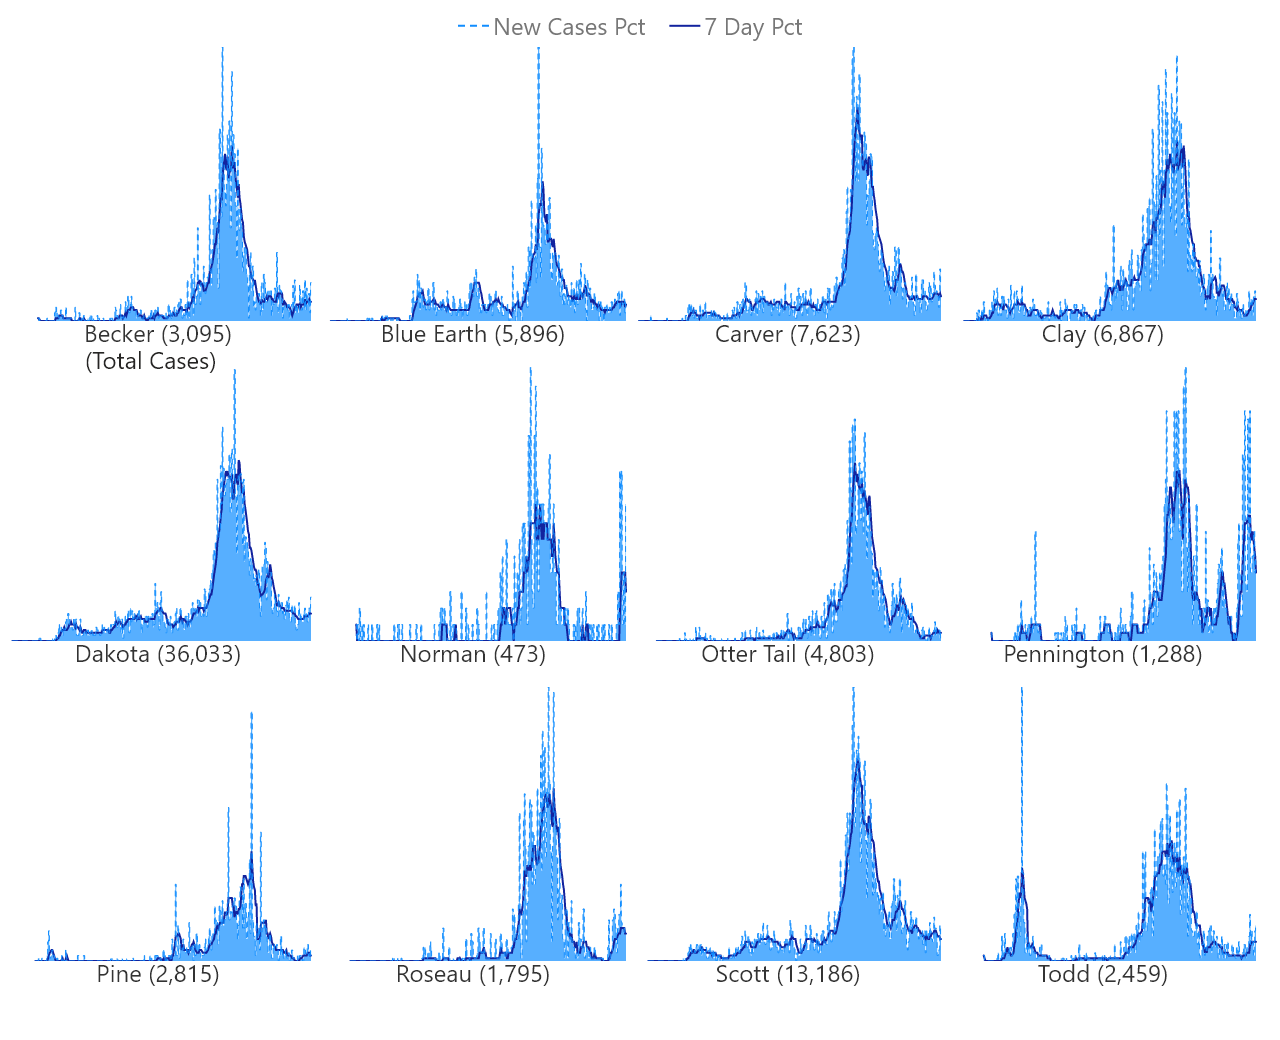 New Cases Pct 7 Day Pct
Becker (3,095) Blue Earth (5,896) Carver (7,623) Clay (6,867)
(Total Cases)
Dakota (36,033) Norman (473) Otter Tail (4,803) Pennington (1,288)
Pine (2,815) Roseau (1,795) Scott (13,186) Todd (2,459)